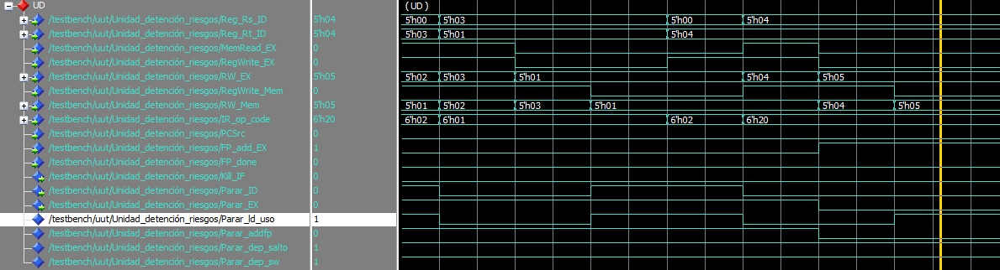 UD (UD)
/testbench/uut/Unidad_detención_riesgos/Reg_Rs_ID 5'h04 5'h00 5'h03 5'h00 5'h04
/testbench/uut/Unidad_detención_riesgos/Reg_Rt_ID 5'h04 5'h03 5'h01 5'h04
/testbench/uut/Unidad_detención_riesgos/MemRead_EX 0
/testbench/uut/Unidad_detención_riesgos/RegWrite_EX 0
/testbench/uut/Unidad_detención_riesgos/RW_EX 5'h05 5'h02 5'h03 5'h01 5'h04 5'h05
/testbench/uut/Unidad_detención_riesgos/RegWrite_Mem 0
/testbench/uut/Unidad_detención_riesgos/RW_Mem 5'h05 5'h01 5'h02 5'h03 5'h01 5'h04 5'h05
/testbench/uut/Unidad_detención_riesgos/IR_op_code 6'h20 6'h02 6'h01 6'h02 6'h20
/testbench/uut/Unidad_detención_riesgos/PCSrc 0
/testbench/uut/Unidad_detención_riesgos/FP_add_EX 1
/testbench/uut/Unidad_detención_riesgos/FP_done 0
/testbench/uut/Unidad_detención_riesgos/Kill_IF 0
/testbench/uut/Unidad_detención_riesgos/Parar_ID 0
/testbench/uut/Unidad_detención_riesgos/Parar_EX 0
/testbench/uut/Unidad_detención_riesgos/Parar_ld_uso 1
/testbench/uut/Unidad_detención_riesgos/Parar_addfp 0
/testbench/uut/Unidad_detención_riesgos/Parar_dep_salto 1
/testbench/uut/Unidad_detención_riesgos/Parar_dep_sw 1